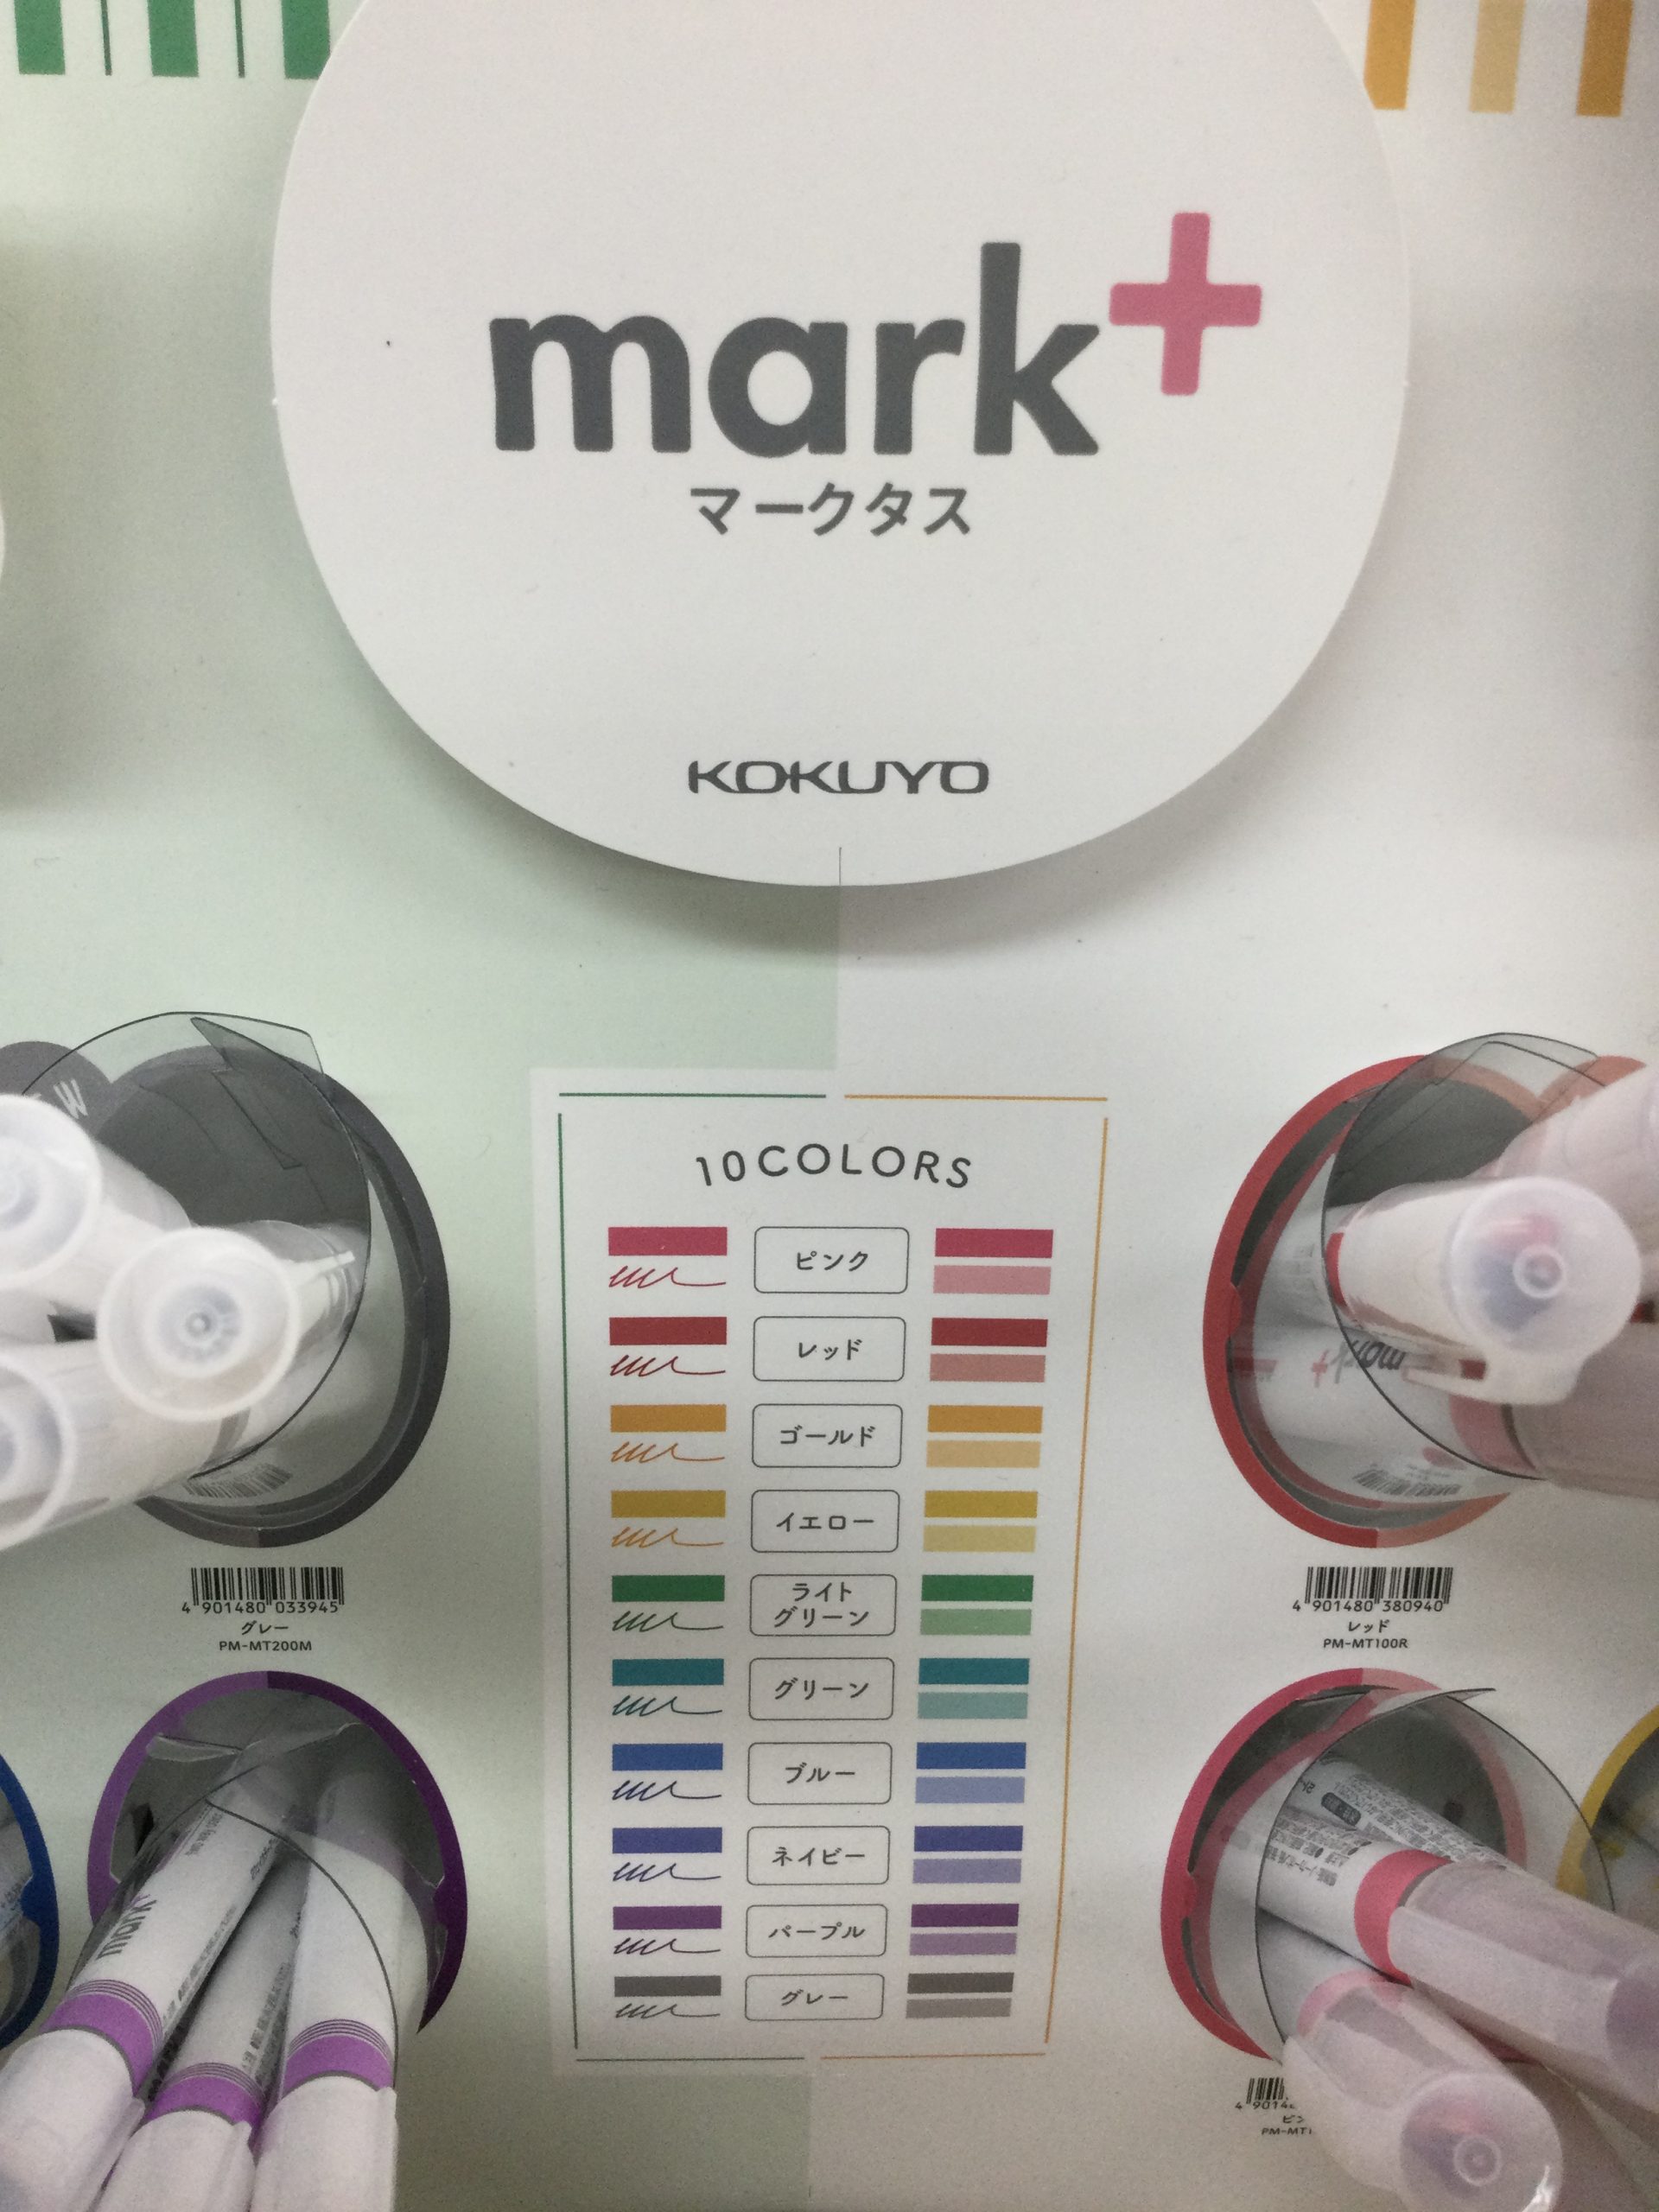 mark+
マークタス
KOKUYO
10COLORS
ピンク
レッド
ゴールド
イエロー
ライト
グリーン
グリーン
ブルー
ネイビー
パープル
グレー
4 901480 033945
グレー
PM-MT200M
4 901480 380940
レッド
PM-MT100R
mark+
mark+